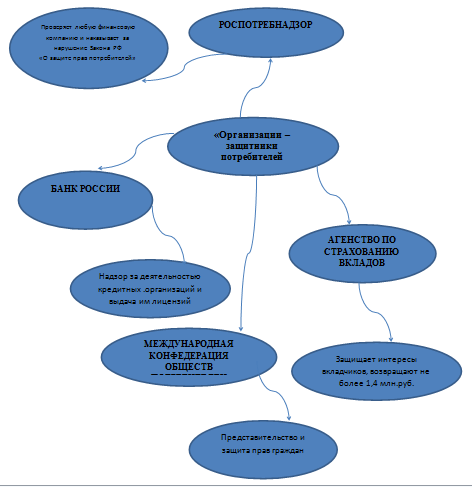 Проверяют любую финансовую
компанию и наказывает за
нарушение Закона РФ
«О защите прав потребителей»
РОСПОТРЕБНАДЗОР
«Организации –
защитники
потребителей
БАНК РОССИИ
АГЕНСТВО ПО
СТРАХОВАНИЮ
ВКЛАДОВ
Надзор за деятельностью
кредитных .организаций и
выдача им лицензий
МЕЖДУНАРОДНАЯ
КОНФЕДЕРАЦИЯ
ОБЩЕСТВ
Защищает интересы
вкладчиков, возвращают не
более 1,4 млн.руб.
Представительство и
защита прав граждан